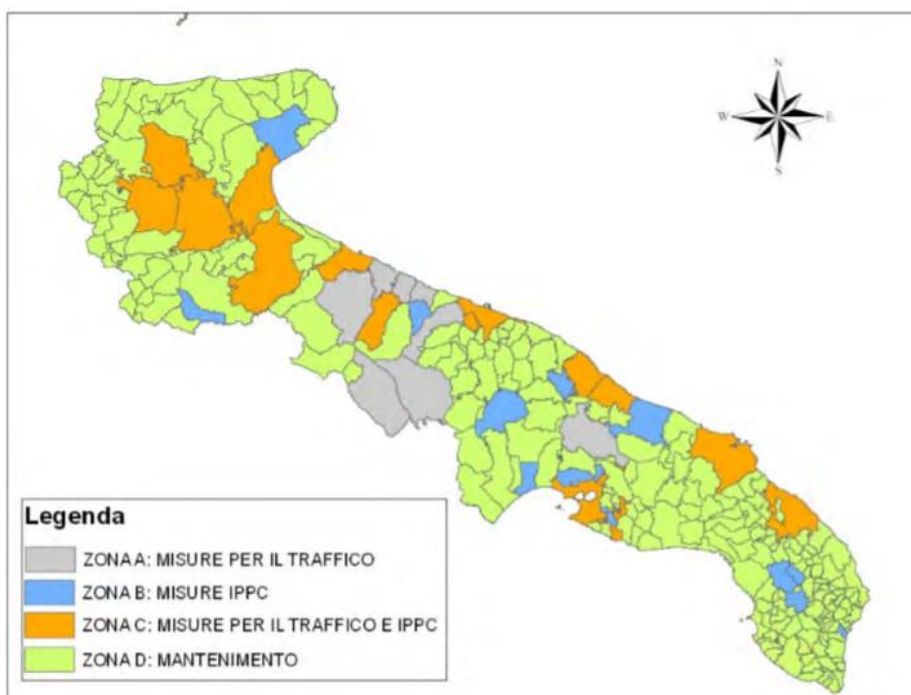 N
W
E
S
Legenda
ZONA A: MISURE PER IL TRAFFICO
ZONA B: MISURE IPPC
ZONA C: MISURE PER IL TRAFFICO E IPPC
ZONA D: MANTENIMENTO